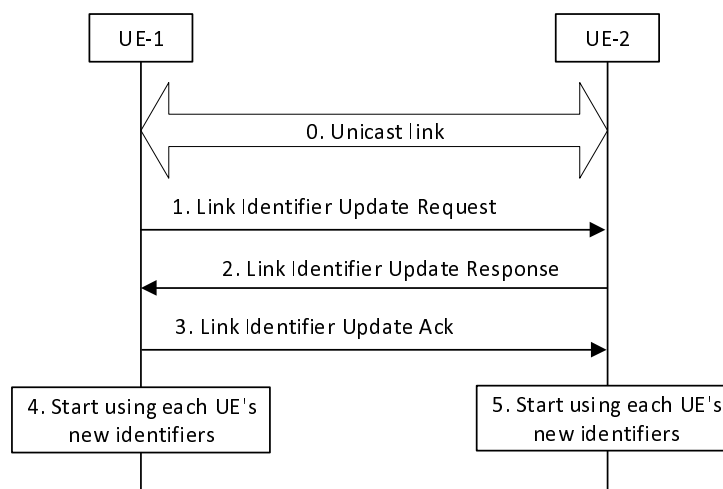 UE-1
UE-2
0. Unicast link
1. Link Identifier Update Request
2. Link Identifier Update Response
3. Link Identifier Update Ack
4. Start using each UE's
new identifiers
5. Start using each UE's
new identifiers